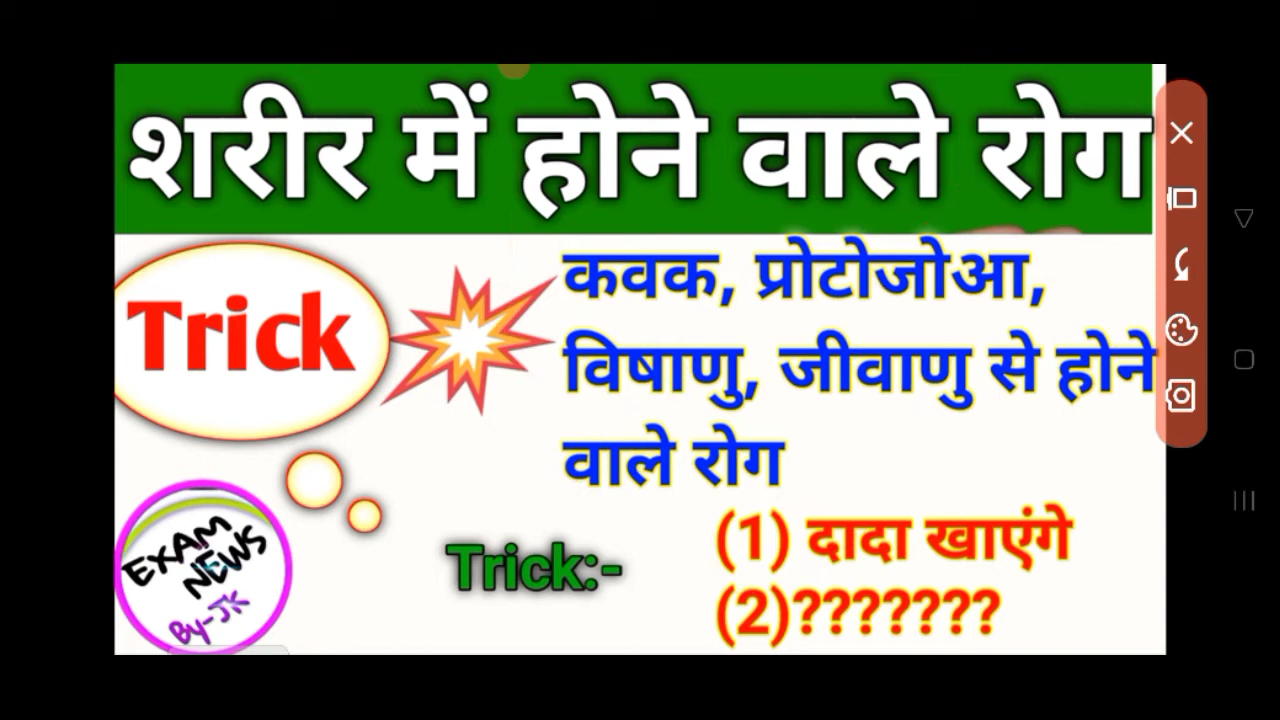 शरीर में होने वाले रोग
Trick
कवक, प्रोटोजोआ,
विषाणु, जीवाणु से होने
वाले रोग
EXAM
NEWS
By-JK
Trick:-
(1) दादा खाएंगे
(2)???????